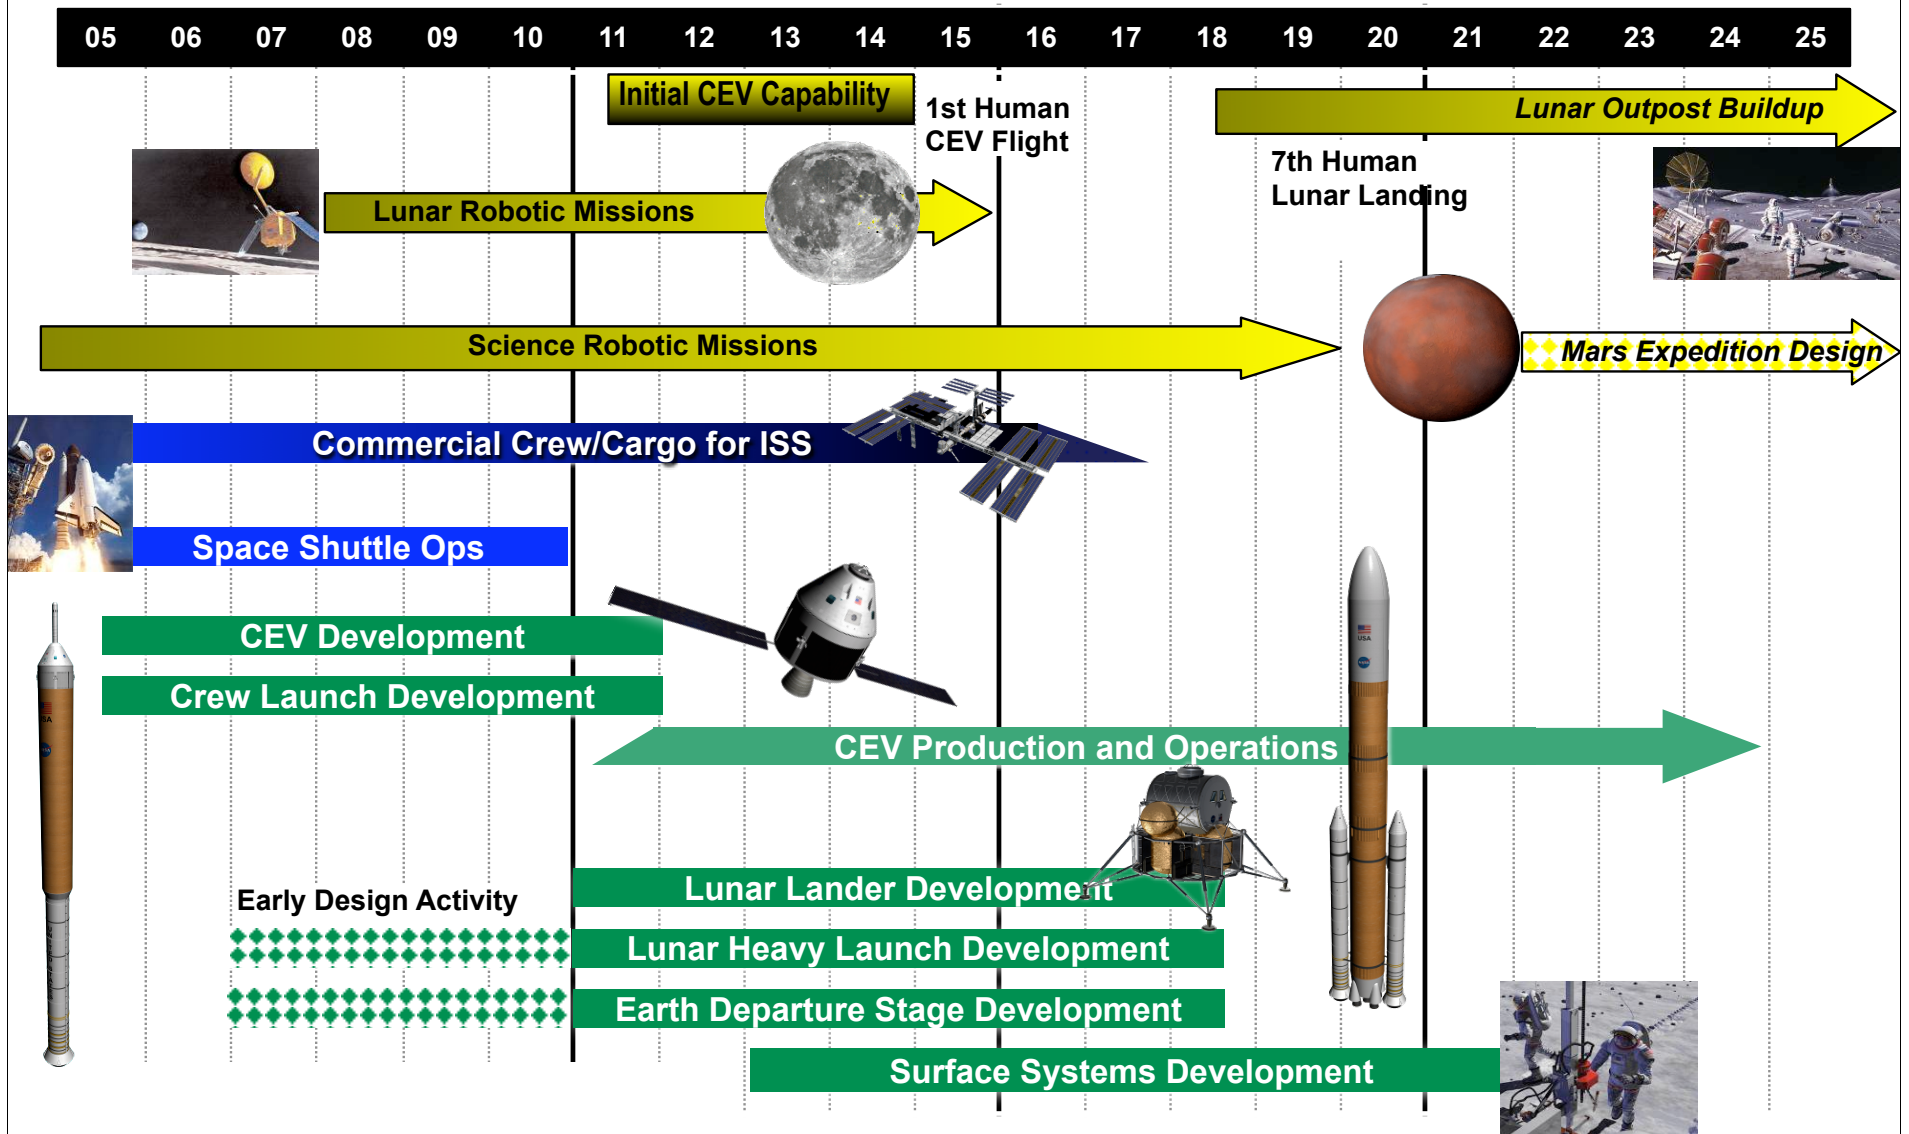 05 06 07 08 09 10 11 12 13 14 15 16 17 18 19 20 21 22 23 24 25
Initial CEV Capability
1st Human
CEV Flight
Lunar Outpost Buildup
7th Human
Lunar Landing
Lunar Robotic Missions
Science Robotic Missions
Mars Expedition Design
Commercial Crew/Cargo for ISS
Space Shuttle Ops
CEV Development
Crew Launch Development
USA
CEV Production and Operations
Lunar Lander Development
Early Design Activity
Lunar Heavy Launch Development
Earth Departure Stage Development
Surface Systems Development